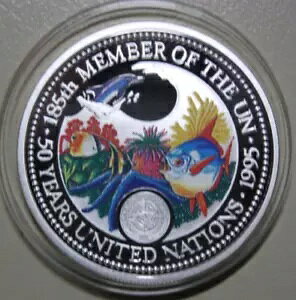 185th MEMBER OF THE UN
· 50 YEARS UNITED NATIONS · 1995 ·